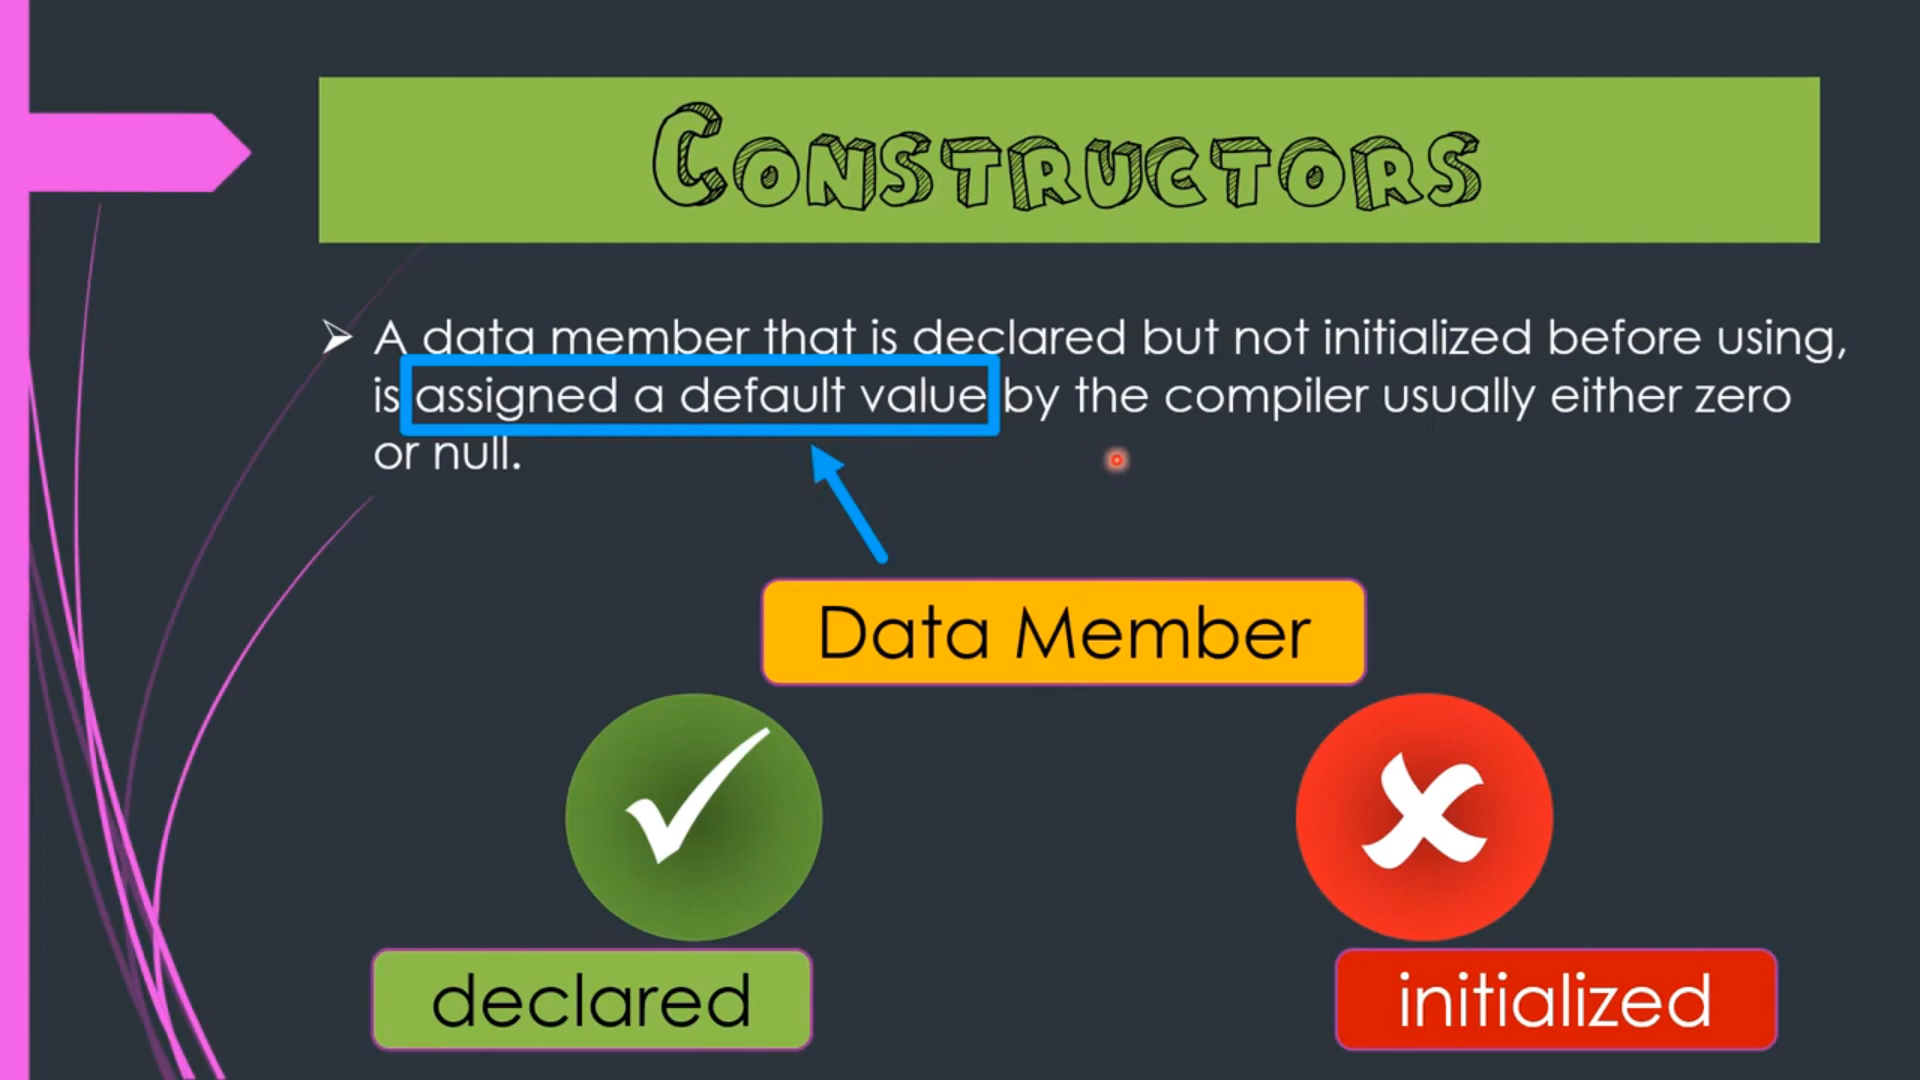 CONSTRUCTORS
A data member that is declared but not initialized before using,
is assigned a default value by the compiler usually either zero
or null.
Data Member
declared
initialized